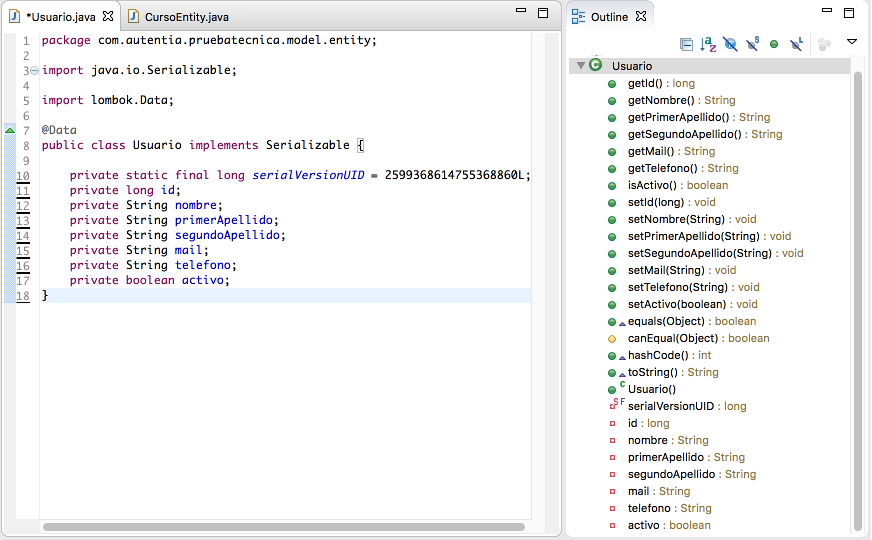 *Usuario.java
CursoEntity.java
1 package com.autentia.pruebatecnica.model.entity;
2
3 import java.io.Serializable;
4
5 import lombok.Data;
6
7 @Data
8 public class Usuario implements Serializable {
9
10 private static final long serialVersionUID = 2599368614755368860L;
11 private long id;
12 private String nombre;
13 private String primerApellido;
14 private String segundoApellido;
15 private String mail;
16 private String telefono;
17 private boolean activo;
18 }
Outline
Usuario
getId() : long
getNombre() : String
getPrimerApellido() : String
getSegundoApellido() : String
getMail() : String
getTelefono() : String
isActivo() : boolean
setId(long) : void
setNombre(String) : void
setPrimerApellido(String) : void
setSegundoApellido(String) : void
setMail(String) : void
setTelefono(String) : void
setActivo(boolean) : void
equals(Object) : boolean
canEqual(Object) : boolean
hashCode() : int
toString() : String
Usuario()
serialVersionUID : long
id : long
nombre : String
primerApellido : String
segundoApellido : String
mail : String
telefono : String
activo : boolean